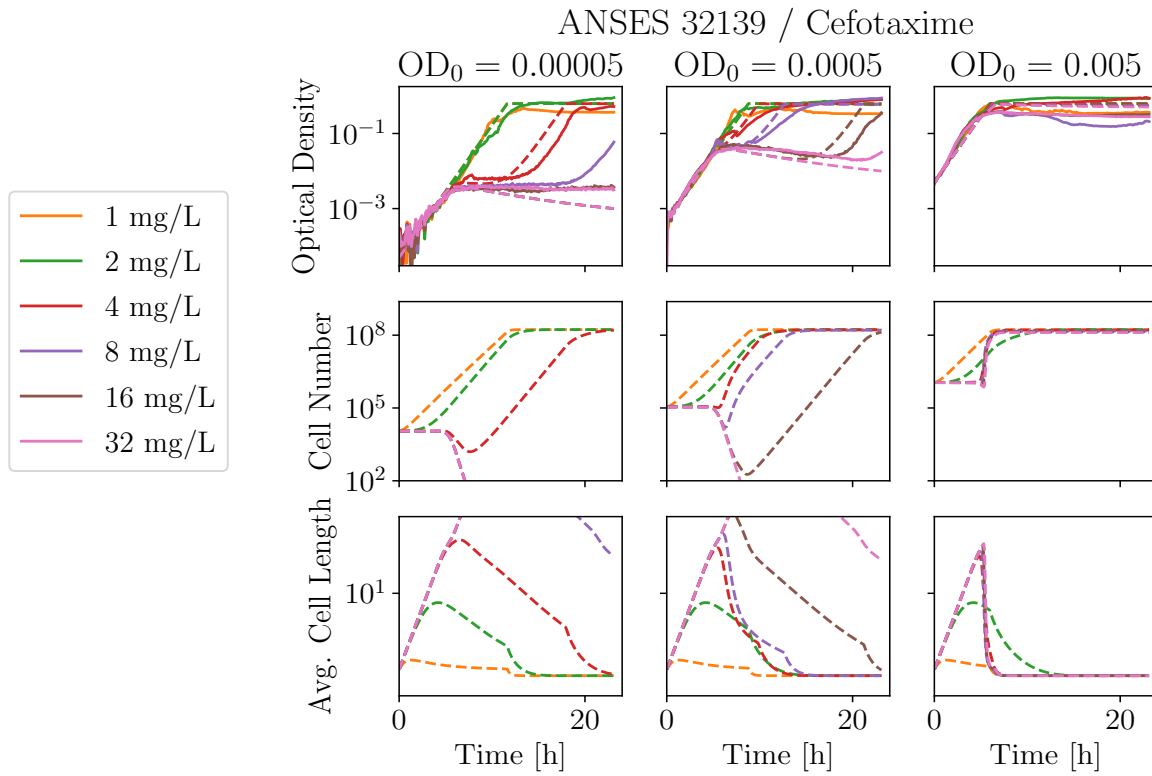 ANSES 32139 / Cefotaxime
OD₀ = 0.00005
OD₀ = 0.0005
OD₀ = 0.005
Optical Density
10⁻¹
10⁻³
1 mg/L
2 mg/L
4 mg/L
8 mg/L
16 mg/L
32 mg/L
Cell Number
10⁸
10⁵
10²
Avg. Cell Length
10¹
0
20
0
20
0
20
Time [h]
Time [h]
Time [h]